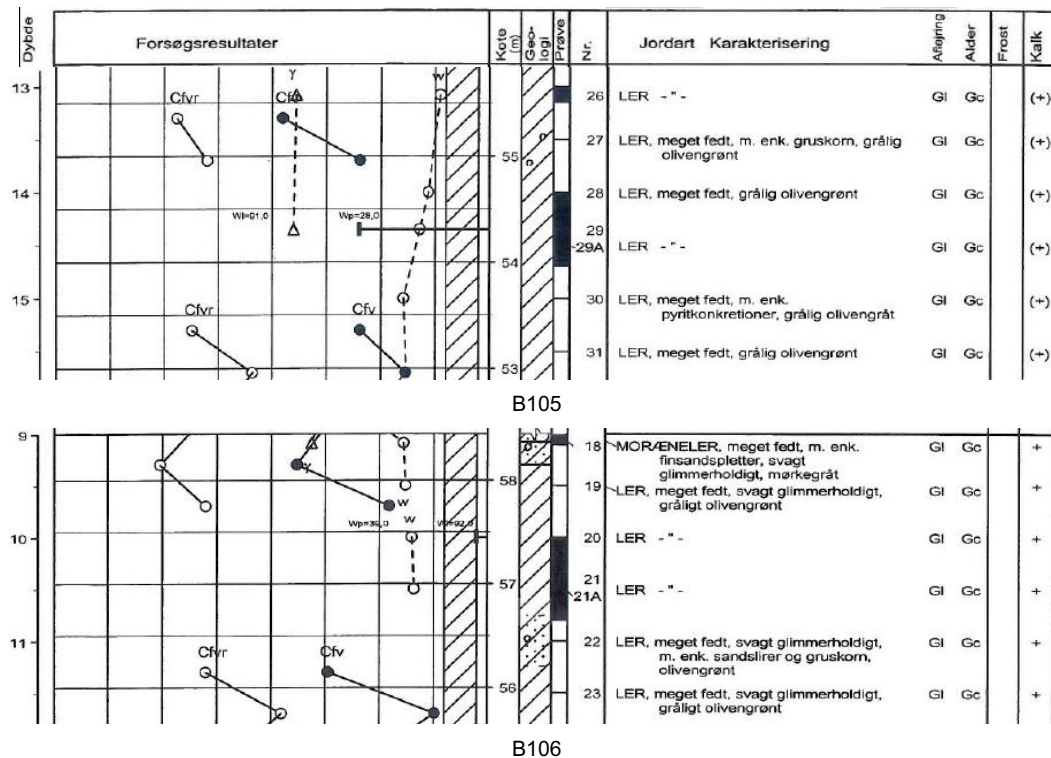 Dybde Forsøgsresultater Kote (m) Geo-logi Prøve Nr. Jordart Karakterisering Aflejring Alder Frost Kalk
13 γ w
Cfvr Cfv
26 LER -"- Gl Gc (+)
55 27 LER, meget fedt, m. enk. gruskorn, grålig
olivengrønt Gl Gc (+)
14 28 LER, meget fedt, grålig olivengrønt Gl Gc (+)
Wl=91,0 Wp=28,0 29
29A LER -"- Gl Gc (+)
54
15 30 LER, meget fedt, m. enk.
pyritkonkretioner, grålig olivengråt Gl Gc (+)
Cfvr Cfv
31 LER, meget fedt, grålig olivengrønt Gl Gc (+)
53
B105
9 18 MORÆNELER, meget fedt, m. enk.
finsandspletter, svagt
glimmerholdigt, mørkegråt Gl Gc +
γ 58
19 LER, meget fedt, svagt glimmerholdigt,
gråligt olivengrønt Gl Gc +
w
Wp=39,0 w
10 20 LER -"- Gl Gc +
57 21
21A LER -"- Gl Gc +
11 22 LER, meget fedt, svagt glimmerholdigt,
m. enk. sandslirer og gruskorn,
olivengrønt Gl Gc +
Cfvr Cfv
56 23 LER, meget fedt, svagt glimmerholdigt,
gråligt olivengrønt Gl Gc +
B106